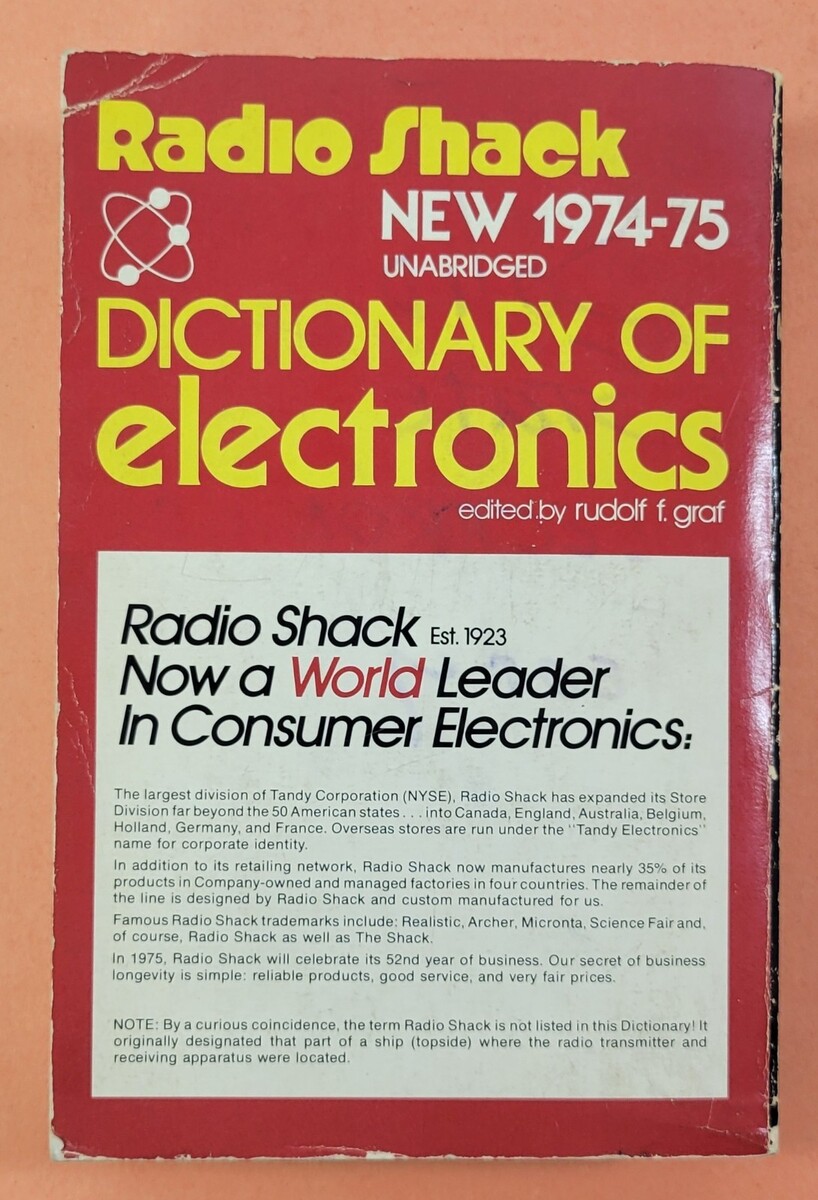 Radio Shack
NEW 1974-75
UNABRIDGED
DICTIONARY OF
electronics
edited by rudolf f. graf
Radio Shack Est. 1923
Now a World Leader
In Consumer Electronics:
The largest division of Tandy Corporation (NYSE), Radio Shack has expanded its Store
Division far beyond the 50 American states . . . into Canada, England, Australia, Belgium,
Holland, Germany, and France. Overseas stores are run under the "Tandy Electronics"
name for corporate identity.
In addition to its retailing network, Radio Shack now manufactures nearly 35% of its
products in Company-owned and managed factories in four countries. The remainder of
the line is designed by Radio Shack and custom manufactured for us.
Famous Radio Shack trademarks include; Realistic, Archer, Micronta, Science Fair and,
of course, Radio Shack as well as The Shack.
In 1975, Radio Shack will celebrate its 52nd year of business. Our secret of business
longevity is simple: reliable products, good service, and very fair prices.
NOTE: By a curious coincidence, the term Radio Shack is not listed in this Dictionary! It
originally designated that part of a ship (topside) where the radio transmitter and
receiving apparatus were located.